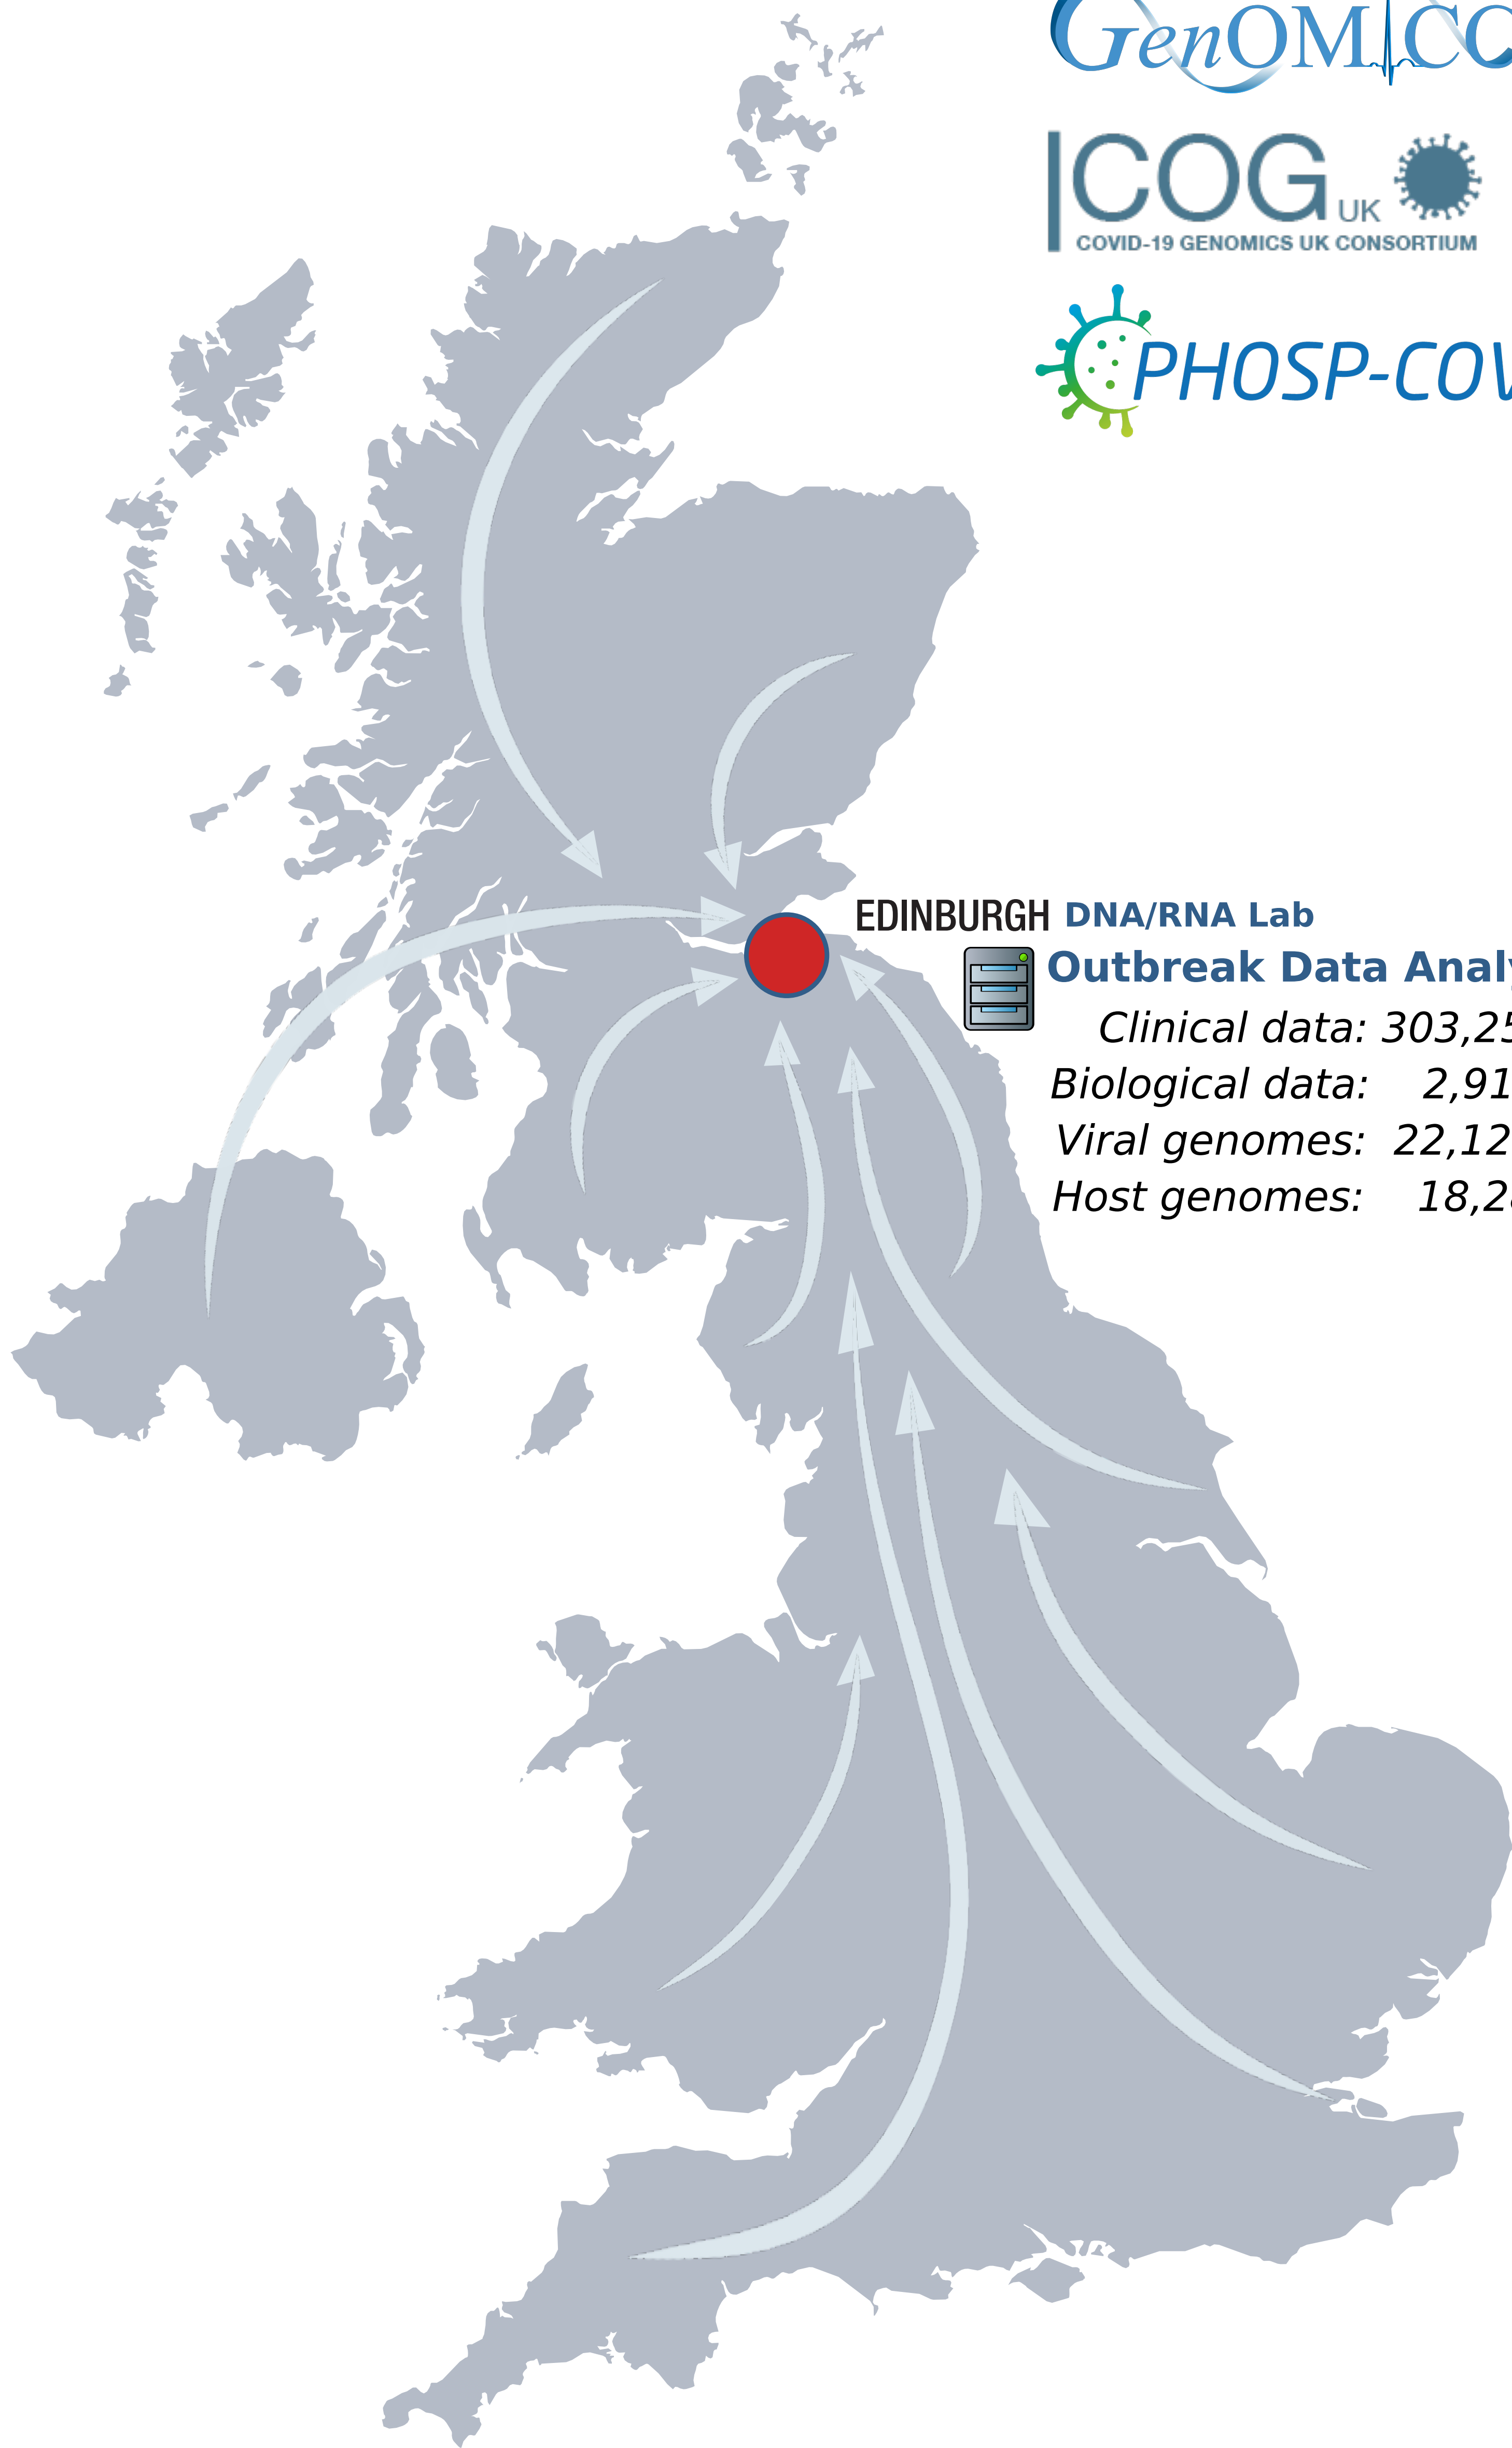 GenOMICC
COG UK
COVID-19 GENOMICS UK CONSORTIUM
PHOSP-COV
EDINBURGH DNA/RNA Lab
Outbreak Data Analy
Clinical data: 303,25
Biological data: 2,91
Viral genomes: 22,12
Host genomes: 18,2